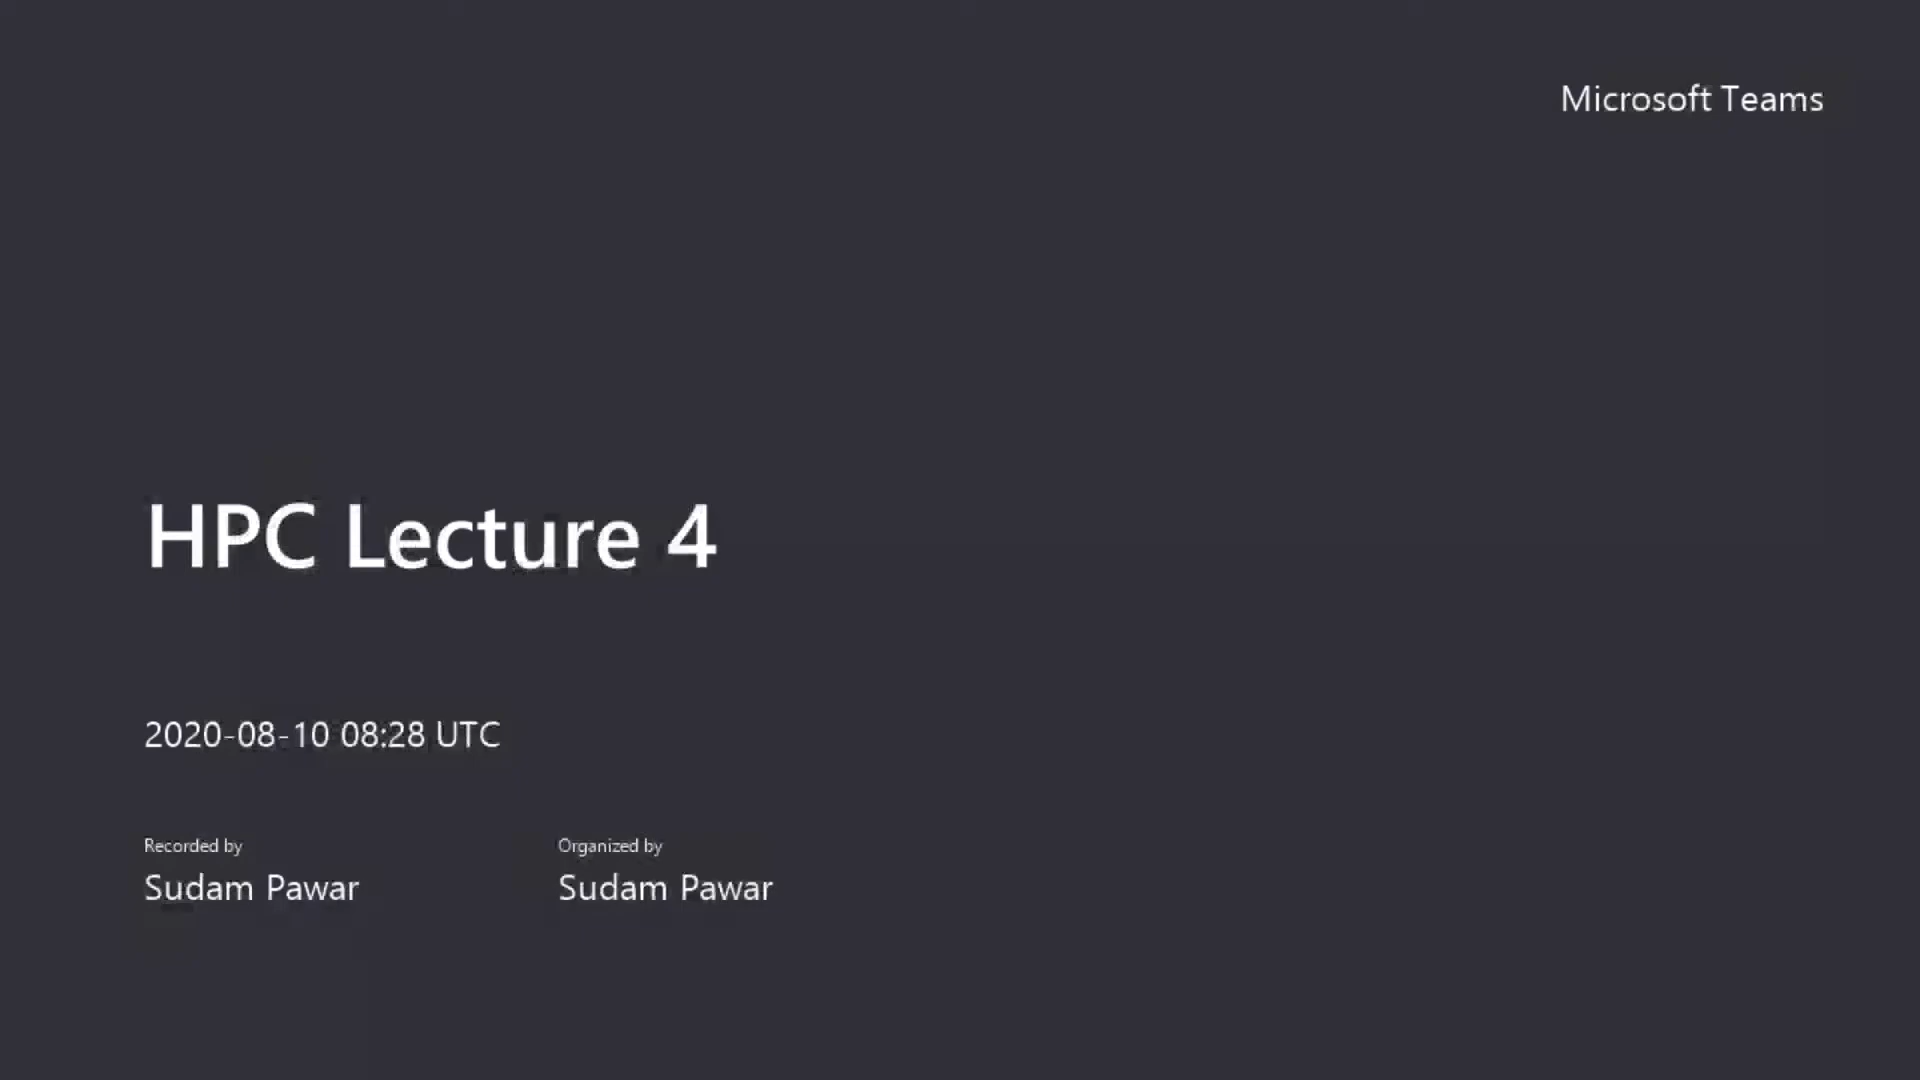 Microsoft Teams
HPC Lecture 4
2020-08-10 08:28 UTC
Recorded by
Sudam Pawar
Organized by
Sudam Pawar